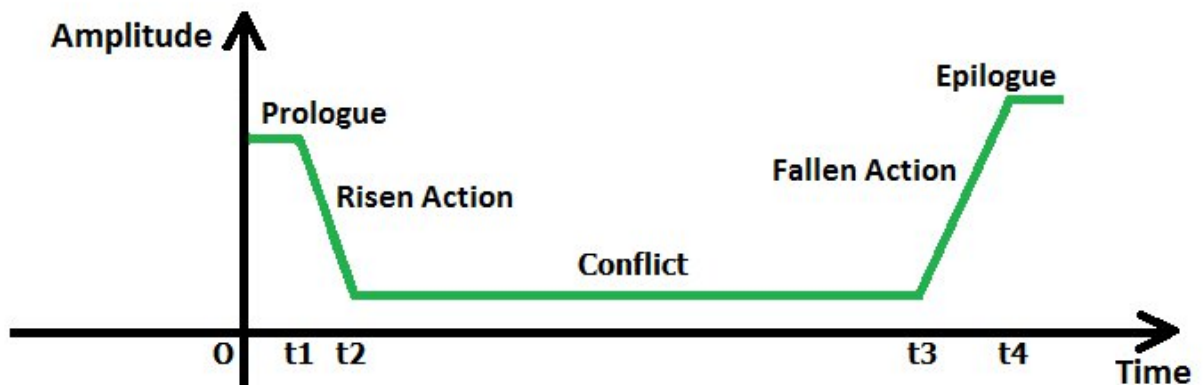 Amplitude
Epilogue
Prologue
Fallen Action
Risen Action
Conflict
0 t1 t2 t3 t4
Time